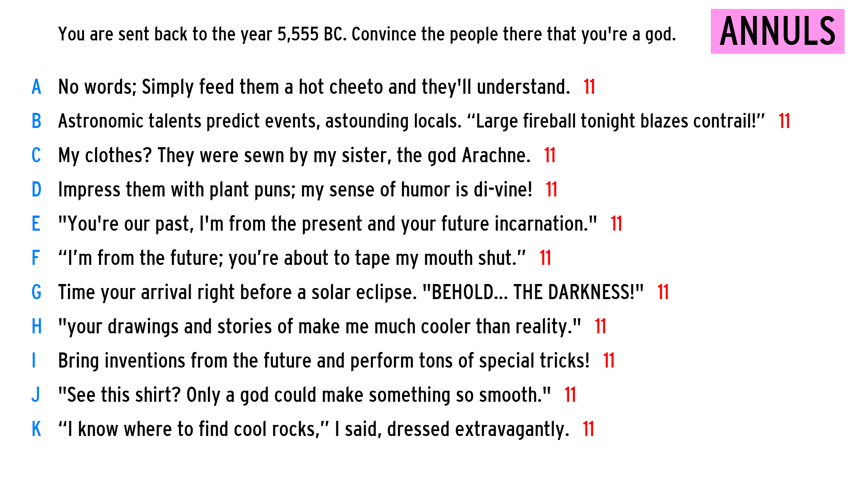 You are sent back to the year 5,555 BC. Convince the people there that you're a god.
ANNULS
A No words; Simply feed them a hot cheeto and they'll understand. 11
B Astronomic talents predict events, astounding locals. “Large fireball tonight blazes contrail!” 11
C My clothes? They were sewn by my sister, the god Arachne. 11
D Impress them with plant puns; my sense of humor is di-vine! 11
E "You're our past, I'm from the present and your future incarnation." 11
F “I’m from the future; you’re about to tape my mouth shut.” 11
G Time your arrival right before a solar eclipse. "BEHOLD... THE DARKNESS!" 11
H "your drawings and stories of make me much cooler than reality." 11
I Bring inventions from the future and perform tons of special tricks! 11
J "See this shirt? Only a god could make something so smooth." 11
K “I know where to find cool rocks,” I said, dressed extravagantly. 11